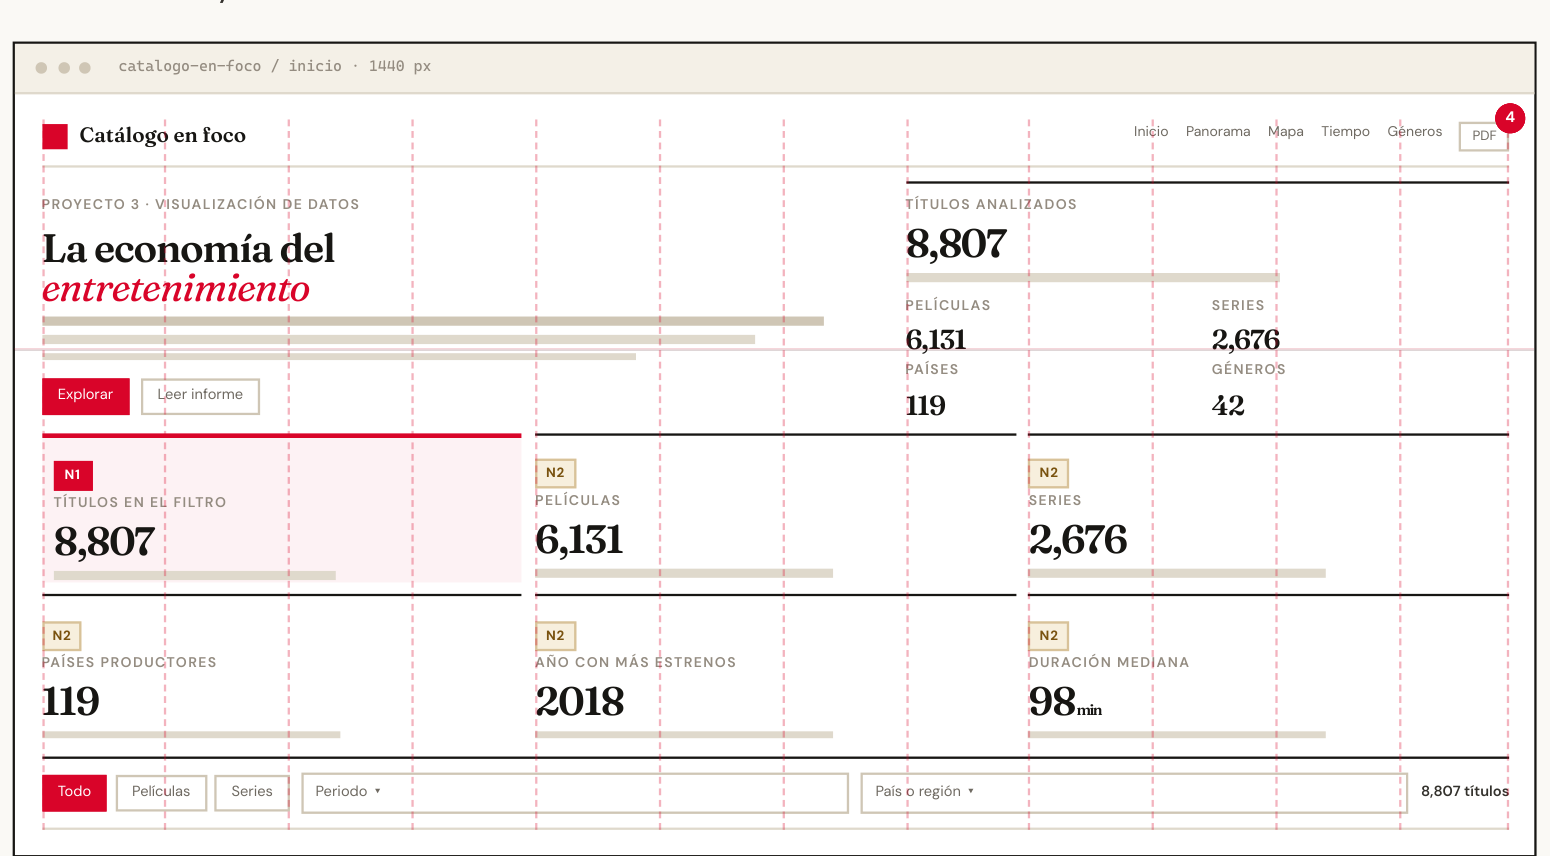 catalogo-en-foco / inicio · 1440 px
4
Catálogo en foco
Inicio Panorama Mapa Tiempo Géneros PDF
PROYECTO 3 · VISUALIZACIÓN DE DATOS
La economía del
entretenimiento
Explorar Leer informe
TÍTULOS ANALIZADOS
8,807
PELÍCULAS SERIES
6,131 2,676
PAÍSES GÉNEROS
119 42
N1
TÍTULOS EN EL FILTRO
8,807
N2
PELÍCULAS
6,131
N2
SERIES
2,676
N2
PAÍSES PRODUCTORES
119
N2
AÑO CON MÁS ESTRENOS
2018
N2
DURACIÓN MEDIANA
98min
Todo Películas Series Periodo ▾ País o región ▾ 8,807 títulos